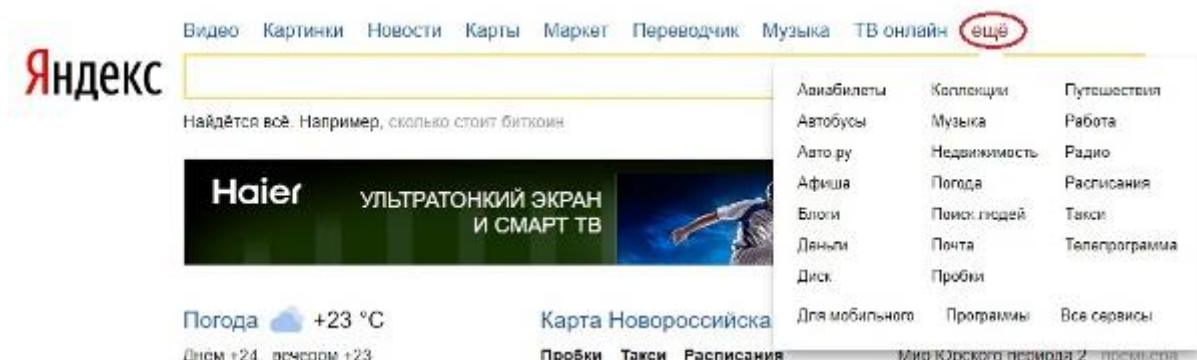 Видео Картинки Новости Карты Маркет Переводчик Музыка ТВ онлайн ещё
Яндекс
Найдётся всё. Например, сколько стоит биткоин
Авиабилеты Коллекции Путешествия
Автобусы Музыка Работа
Авто.ру Недвижимость Радио
Афиша Погода Расписания
Блоги Поиск людей Такси
Деньги Почта Телепрограмма
Диск Пробки
Для мобильного Программы Все сервисы
Haier
УЛЬТРАТОНКИЙ ЭКРАН
И СМАРТ ТВ
Погода +23 °C
Днём +24, вечером +23
Карта Новороссийска
Пробки Такси Расписания
Мир Юрского периода 2 премьера